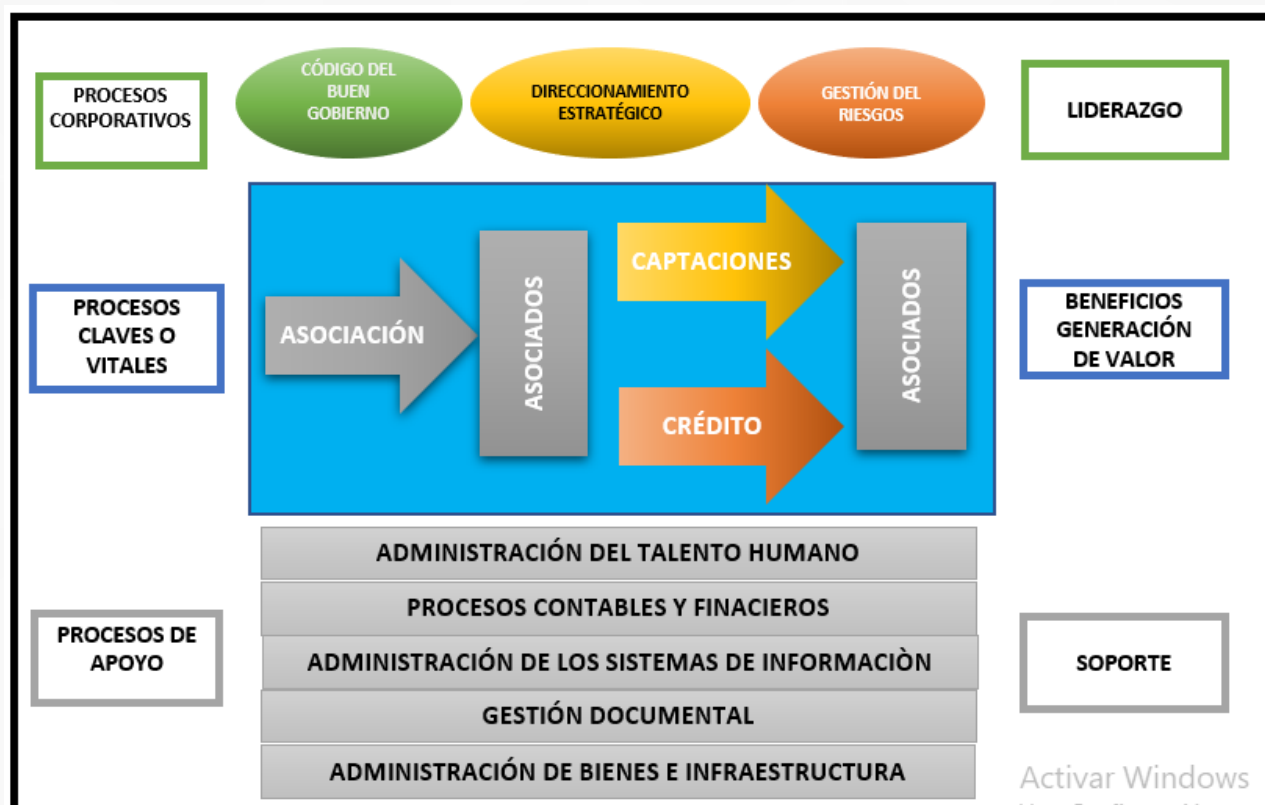 PROCESOS
CORPORATIVOS
CÓDIGO DEL
BUEN
GOBIERNO
DIRECCIONAMIENTO
ESTRATÉGICO
GESTIÓN DEL
RIESGOS
LIDERAZGO
PROCESOS
CLAVES O
VITALES
ASOCIACIÓN
ASOCIADOS
CAPTACIONES
CRÉDITO
ASOCIADOS
BENEFICIOS
GENERACIÓN
DE VALOR
PROCESOS DE
APOYO
ADMINISTRACIÓN DEL TALENTO HUMANO
PROCESOS CONTABLES Y FINACIEROS
ADMINISTRACIÓN DE LOS SISTEMAS DE INFORMACIÒN
GESTIÓN DOCUMENTAL
ADMINISTRACIÓN DE BIENES E INFRAESTRUCTURA
SOPORTE
Activar Windows